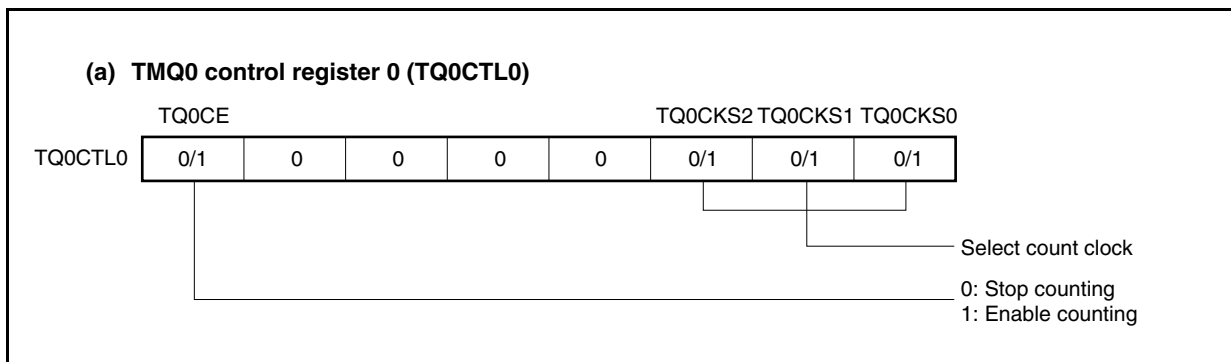 (a) TMQ0 control register 0 (TQ0CTL0)
TQ0CE TQ0CKS2 TQ0CKS1 TQ0CKS0
TQ0CTL0 0/1 0 0 0 0 0/1 0/1 0/1
Select count clock
0: Stop counting
1: Enable counting